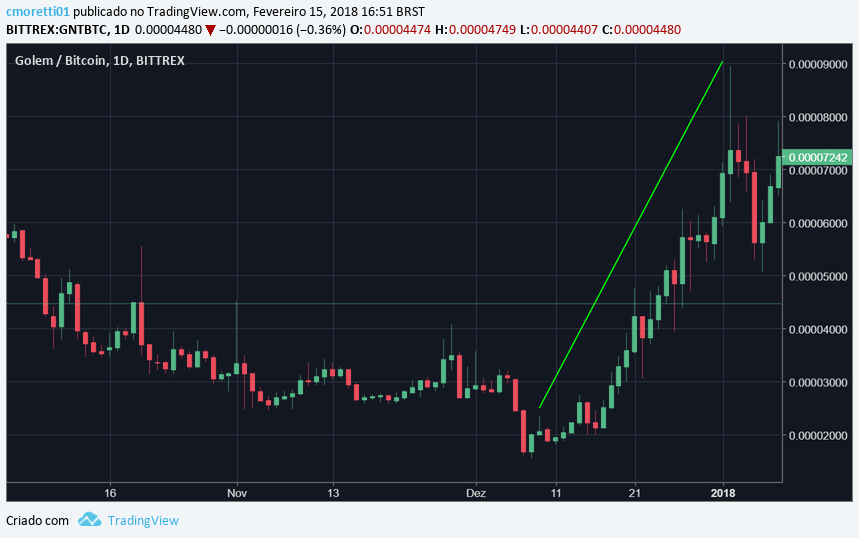 cmoretti01 publicado no TradingView.com, Fevereiro 15, 2018 16:51 BRST
BITTREX:GNTBTC, 1D 0.00004480 ▼ −0.00000016 (−0.36%) O:0.00004474 H:0.00004749 L:0.00004407 C:0.00004480
Golem / Bitcoin, 1D, BITTREX
0.00009000
0.00008000
0.00007242
0.00007000
0.00006000
0.00005000
0.00004000
0.00003000
0.00002000
16 Nov 13 Dez 11 21 2018
Criado com TradingView